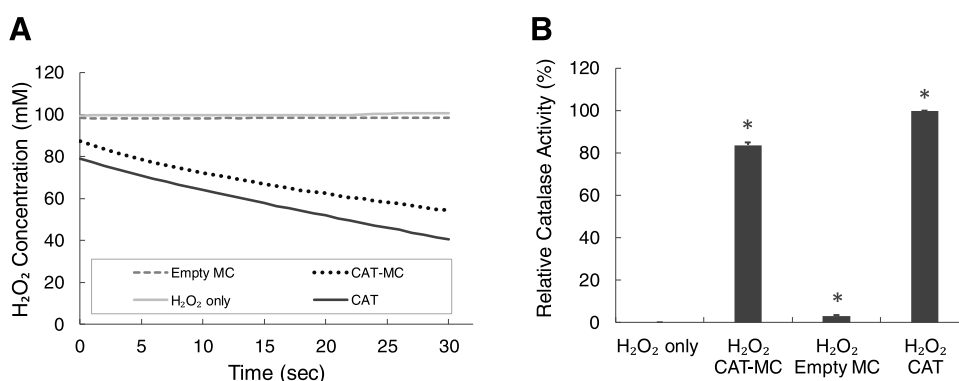 A
H₂O₂ Concentration (mM)
120
100
80
60
40
20
0
Empty MC
CAT-MC
H₂O₂ only
CAT
0
5
10
15
20
25
30
Time (sec)
B
Relative Catalase Activity (%)
120
100
80
60
40
20
0
*
*
*
H₂O₂ only
H₂O₂
CAT-MC
H₂O₂
Empty MC
H₂O₂
CAT